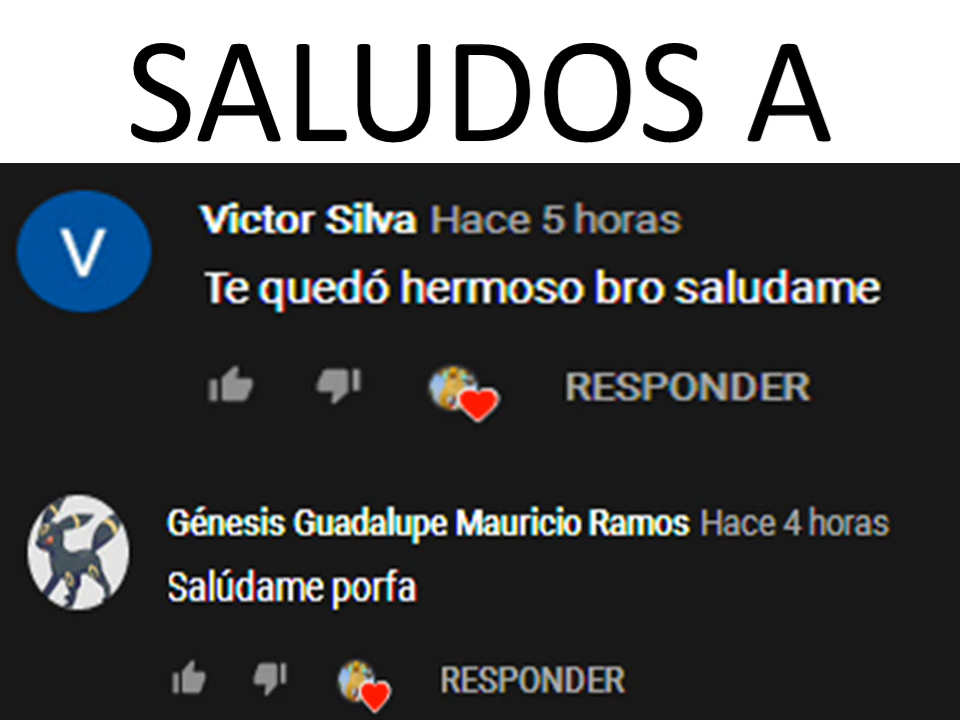 SALUDOS A
V
Victor Silva Hace 5 horas
Te quedó hermoso bro saludame
RESPONDER
Génesis Guadalupe Mauricio Ramos Hace 4 horas
Salúdame porfa
RESPONDER